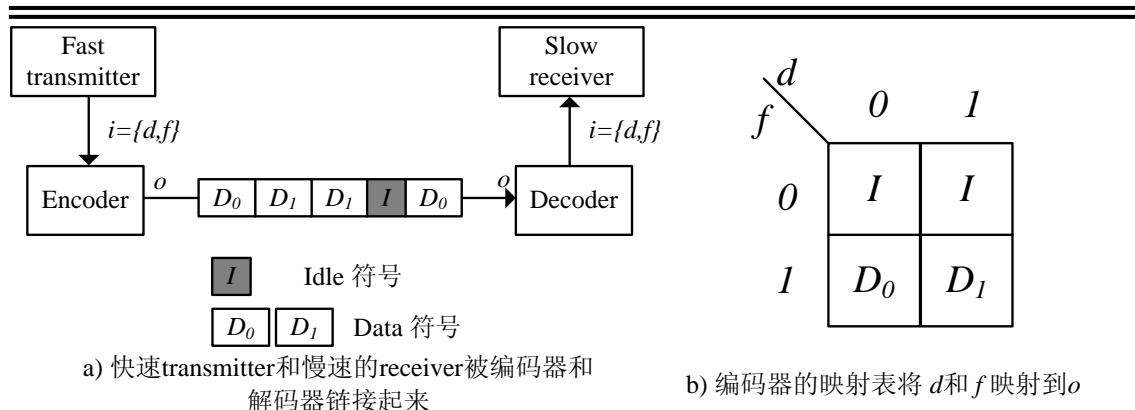 Fast
transmitter
Slow
receiver
i={d,f}
i={d,f}
Encoder
o
D0 D1 D1 I D0
o
Decoder
I Idle 符号
D0 D1 Data 符号
a) 快速transmitter和慢速的receiver被编码器和
解码器链接起来
d
f
0 1
0 I I
1 D0 D1
b) 编码器的映射表将 d和f映射到o